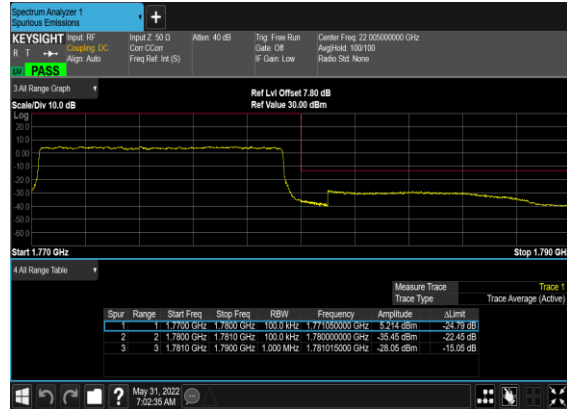 Spectrum Analyzer 1
Spurious Emissions
+
KEYSIGHT Input: RF Input Z: 50 Ω Atten: 40 dB Trig: Free Run Center Freq: 22.005000000 GHz
R T Coupling: DC Corr CCorr Gate: Off Avg|Hold: 100/100
Align: Auto Freq Ref: Int (S) IF Gain: Low Radio Std: None
PASS
3 All Range Graph Ref Lvl Offset 7.80 dB
Scale/Div 10.0 dB Ref Value 30.00 dBm
Log
20.0
10.0
0.0
-10.0
-20.0
-30.0
-40.0
-50.0
-60.0
Start 1.770 GHz Stop 1.790 GH
4 All Range Table
Measure Trace Trace 1
Trace Type Trace Average (Active)
Spur Range Start Freq Stop Freq RBW Frequency Amplitude ΔLimit
1 1 1.7700 GHz 1.7800 GHz 100.0 kHz 1.771050000 GHz 5.214 dBm -24.79 dB
2 2 1.7800 GHz 1.7810 GHz 100.0 kHz 1.780000000 GHz -35.45 dBm -22.45 dB
3 3 1.7810 GHz 1.7900 GHz 1.000 MHz 1.781015000 GHz -28.05 dBm -15.05 dB
? May 31, 2022
7:02:35 AM